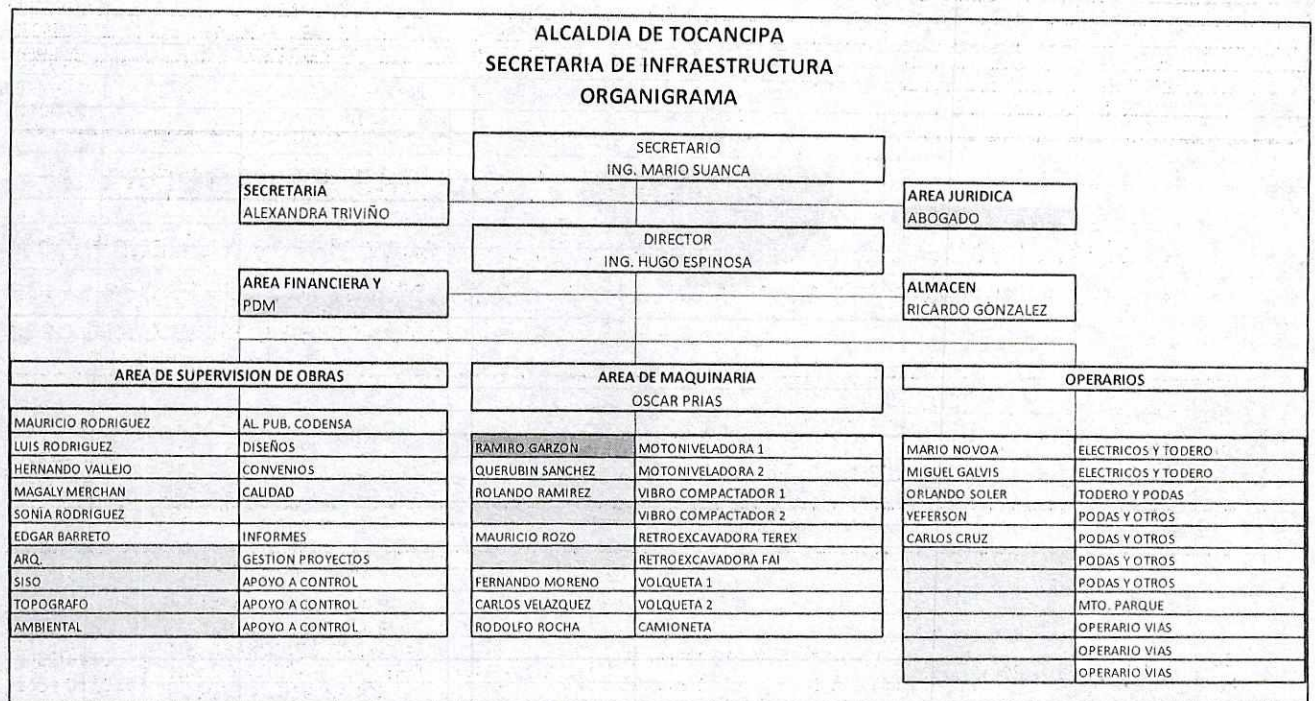 ALCALDIA DE TOCANCIPA
SECRETARIA DE INFRAESTRUCTURA
ORGANIGRAMA
SECRETARIO
ING. MARIO SUANCA
SECRETARIA
ALEXANDRA TRIVIÑO
AREA JURIDICA
ABOGADO
DIRECTOR
ING. HUGO ESPINOSA
AREA FINANCIERA Y
PDM
ALMACEN
RICARDO GÓNZALEZ
AREA DE SUPERVISION DE OBRAS
MAURICIO RODRIGUEZ AL. PUB. CODENSA
LUIS RODRIGUEZ DISEÑOS
HERNANDO VALLEJO CONVENIOS
MAGALY MERCHAN CALIDAD
SONIA RODRIGUEZ
EDGAR BARRETO INFORMES
ARQ. GESTION PROYECTOS
SISO APOYO A CONTROL
TOPOGRAFO APOYO A CONTROL
AMBIENTAL APOYO A CONTROL
AREA DE MAQUINARIA
OSCAR PRIAS
RAMIRO GARZON MOTONIVELADORA 1
QUERUBIN SANCHEZ MOTONIVELADORA 2
ROLANDO RAMIREZ VIBRO COMPACTADOR 1
VIBRO COMPACTADOR 2
MAURICIO ROZO RETROEXCAVADORA TEREX
RETROEXCAVADORA FAI
FERNANDO MORENO VOLQUETA 1
CARLOS VELAZQUEZ VOLQUETA 2
RODOLFO ROCHA CAMIONETA
OPERARIOS
MARIO NOVOA ELECTRICOS Y TODERO
MIGUEL GALVIS ELECTRICOS Y TODERO
ORLANDO SOLER TODERO Y PODAS
YEFERSON PODAS Y OTROS
CARLOS CRUZ PODAS Y OTROS
PODAS Y OTROS
PODAS Y OTROS
MTO. PARQUE
OPERARIO VIAS
OPERARIO VIAS
OPERARIO VIAS